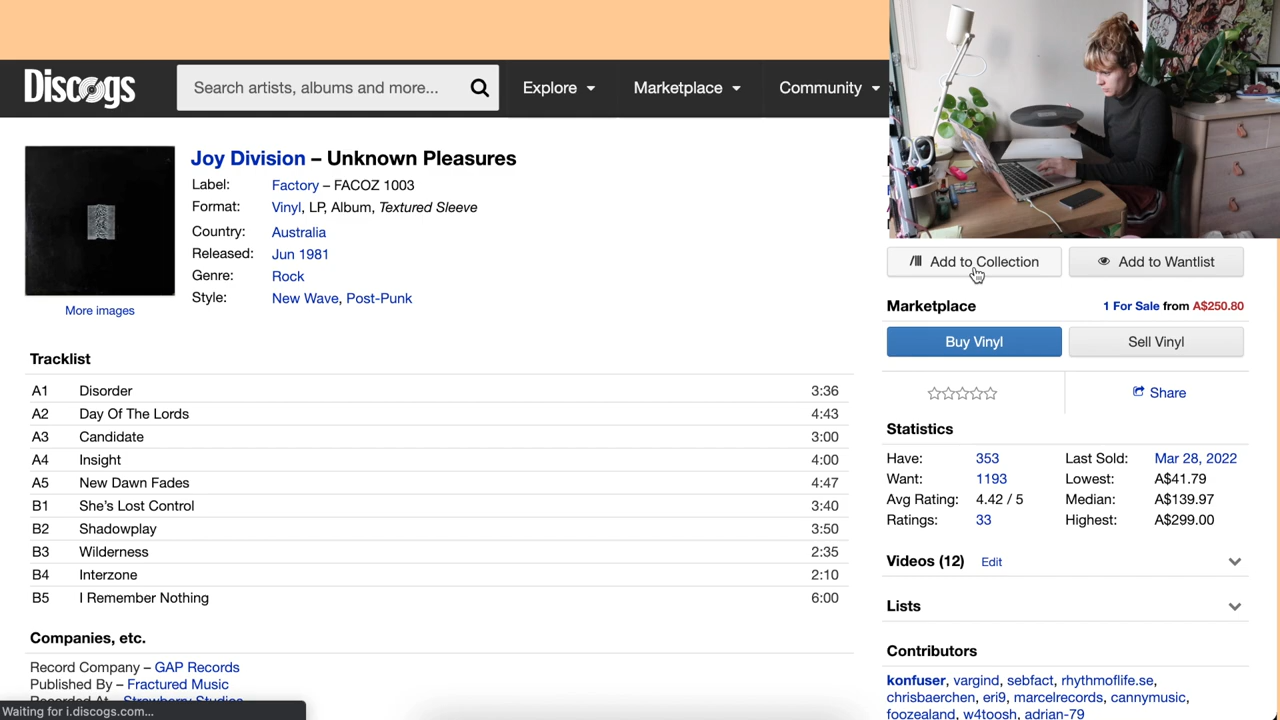 Discogs
Search artists, albums and more...
Explore
Marketplace
Community
Joy Division – Unknown Pleasures
Label: Factory – FACOZ 1003
Format: Vinyl, LP, Album, Textured Sleeve
Country: Australia
Released: Jun 1981
Genre: Rock
Style: New Wave, Post-Punk
More images
Tracklist
A1 Disorder 3:36
A2 Day Of The Lords 4:43
A3 Candidate 3:00
A4 Insight 4:00
A5 New Dawn Fades 4:47
B1 She's Lost Control 3:40
B2 Shadowplay 3:50
B3 Wilderness 2:35
B4 Interzone 2:10
B5 I Remember Nothing 6:00
Companies, etc.
Record Company – GAP Records
Published By – Fractured Music
Recorded At – Strawberry Studios
Waiting for i.discogs.com...
Add to Collection
Add to Wantlist
Marketplace 1 For Sale from A$250.80
Buy Vinyl
Sell Vinyl
Share
Statistics
Have: 353 Last Sold: Mar 28, 2022
Want: 1193 Lowest: A$41.79
Avg Rating: 4.42 / 5 Median: A$139.97
Ratings: 33 Highest: A$299.00
Videos (12) Edit
Lists
Contributors
konfuser, vargind, sebfact, rhythmoflife.se,
chrisbaerchen, eri9, marcelrecords, cannymusic,
foozealand, w4toosh, adrian-79